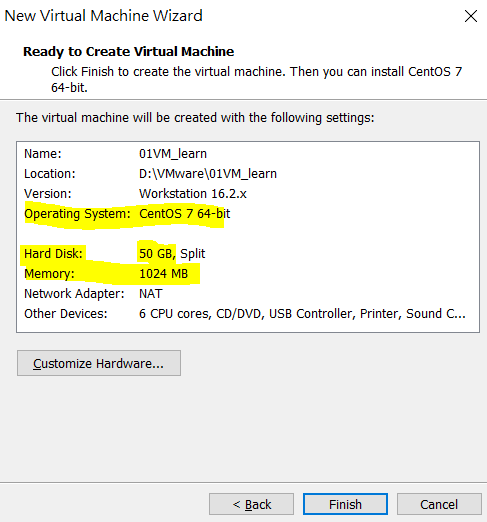 New Virtual Machine Wizard
Ready to Create Virtual Machine
Click Finish to create the virtual machine. Then you can install CentOS 7
64-bit.
The virtual machine will be created with the following settings:
Name: 01VM_learn
Location: D:\VMware\01VM_learn
Version: Workstation 16.2.x
Operating System: CentOS 7 64-bit
Hard Disk: 50 GB, Split
Memory: 1024 MB
Network Adapter: NAT
Other Devices: 6 CPU cores, CD/DVD, USB Controller, Printer, Sound C...
Customize Hardware...
< Back Finish Cancel